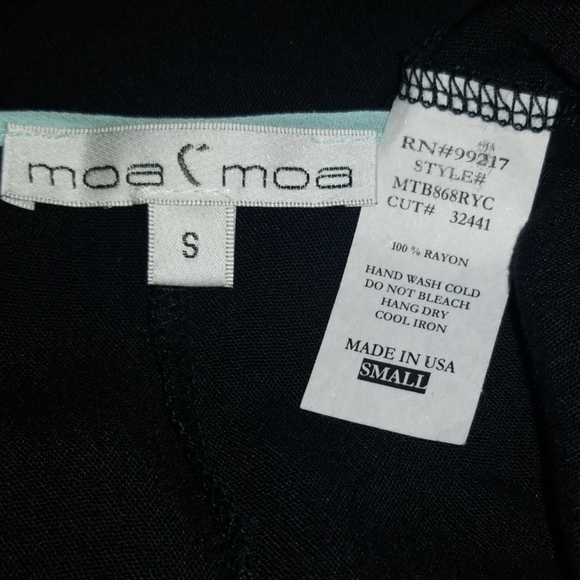 moa moa
S
RN#99217
STYLE#
MTB868RYC
CUT# 32441
100 % RAYON
HAND WASH COLD
DO NOT BLEACH
HANG DRY
COOL IRON
MADE IN USA
SMALL